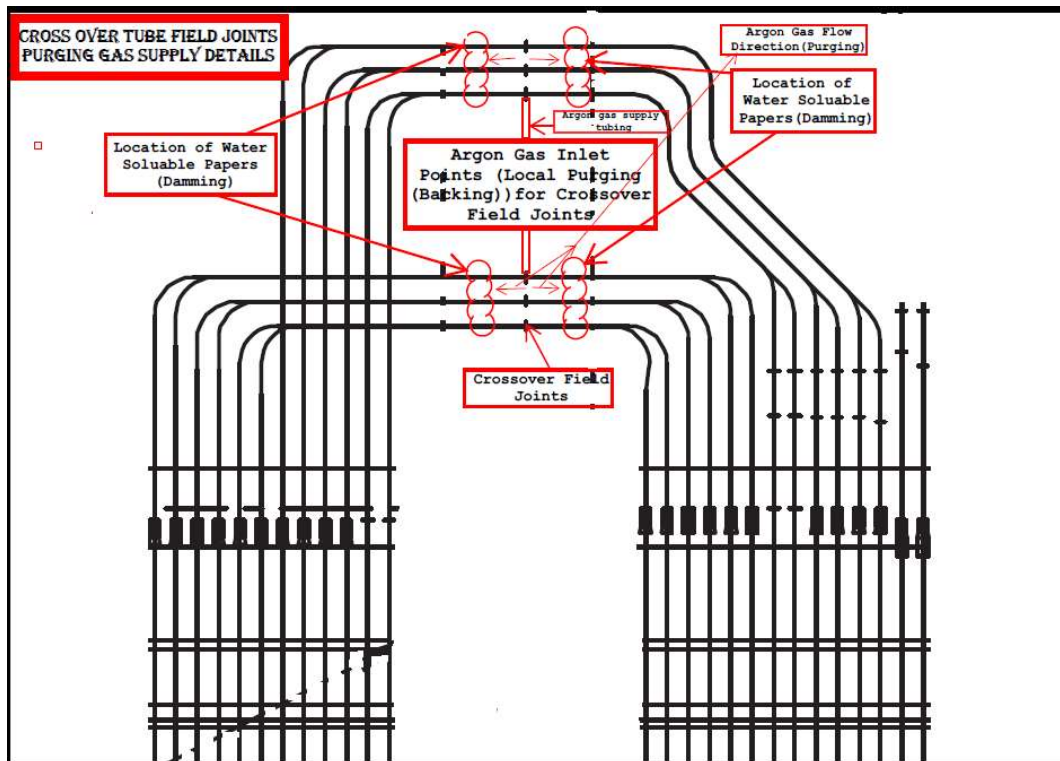 CROSS OVER TUBE FIELD JOINTS
PURGING GAS SUPPLY DETAILS
Argon Gas Flow
Direction(Purging)
Location of
Water Soluable
Papers(Damming)
Argon gas supply
tubing
Location of Water
Soluable Papers
(Damming)
Argon Gas Inlet
Points (Local Purging
(Backing))for Crossover
Field Joints
Crossover Field
Joints